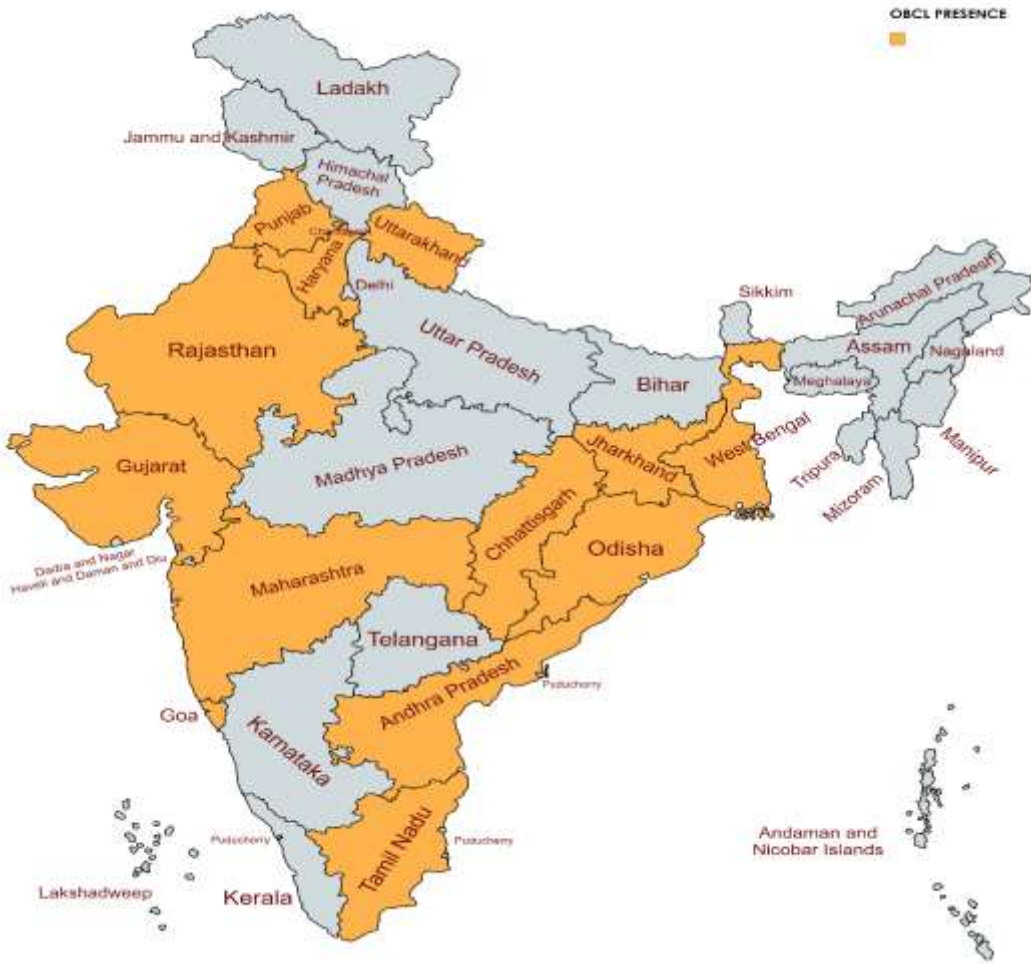 OBCL PRESENCE
Ladakh
Jammu and Kashmir
Himachal
Pradesh
Punjab
Uttarakhand
Haryana
Delhi
Sikkim
Arunachal Pradesh
Rajasthan
Uttar Pradesh
Assam
Nagaland
Bihar
Meghalaya
Gujarat
Madhya Pradesh
Jharkhand
West Bengal
Tripura
Manipur
Mizoram
Chhattisgarh
Odisha
Dadra and Nagar
Haveli and Daman and Diu
Maharashtra
Telangana
Andhra Pradesh
Puducherry
Goa
Karnataka
Tamil Nadu
Puducherry
Puducherry
Andaman and
Nicobar Islands
Lakshadweep
Kerala